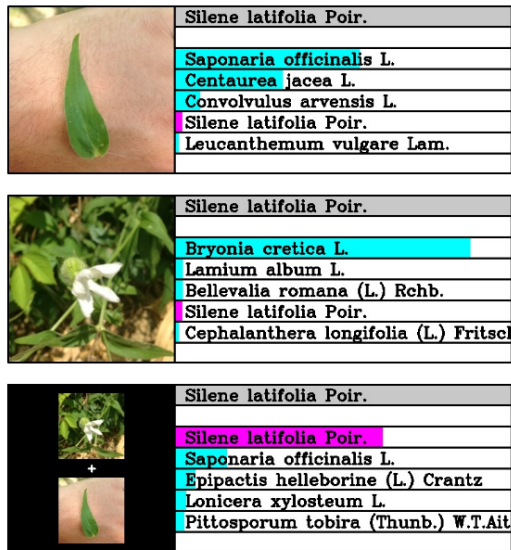 Silene latifolia Poir.
Saponaria officinalis L.
Centaurea jacea L.
Convolvulus arvensis L.
Silene latifolia Poir.
Leucanthemum vulgare Lam.
Silene latifolia Poir.
Bryonia cretica L.
Lamium album L.
Bellevalia romana (L.) Rchb.
Silene latifolia Poir.
Cephalanthera longifolia (L.) Fritsch
Silene latifolia Poir.
Silene latifolia Poir.
Saponaria officinalis L.
+
Epipactis helleborine (L.) Crantz
Lonicera xylosteum L.
Pittosporum tobira (Thunb.) W.T.Ait